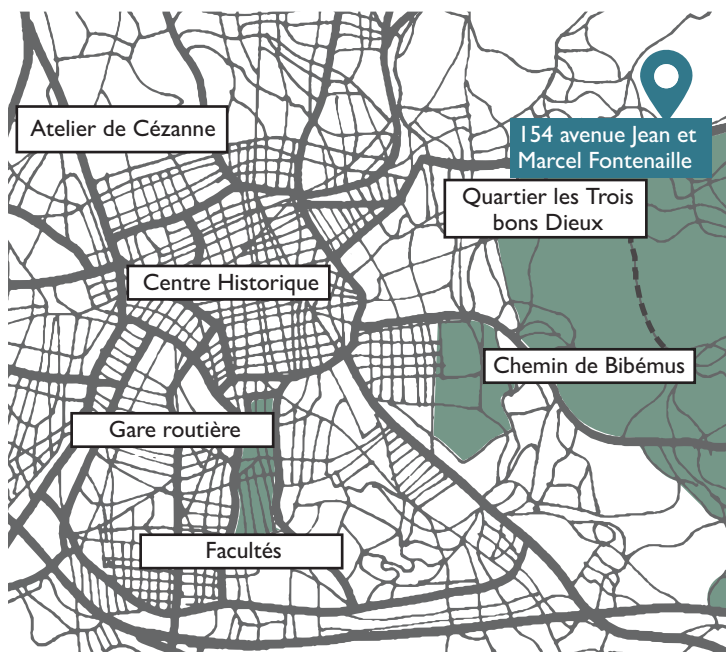 Atelier de Cézanne
154 avenue Jean et
Marcel Fontenaille
Quartier les Trois
bons Dieux
Centre Historique
Chemin de Bibémus
Gare routière
Facultés